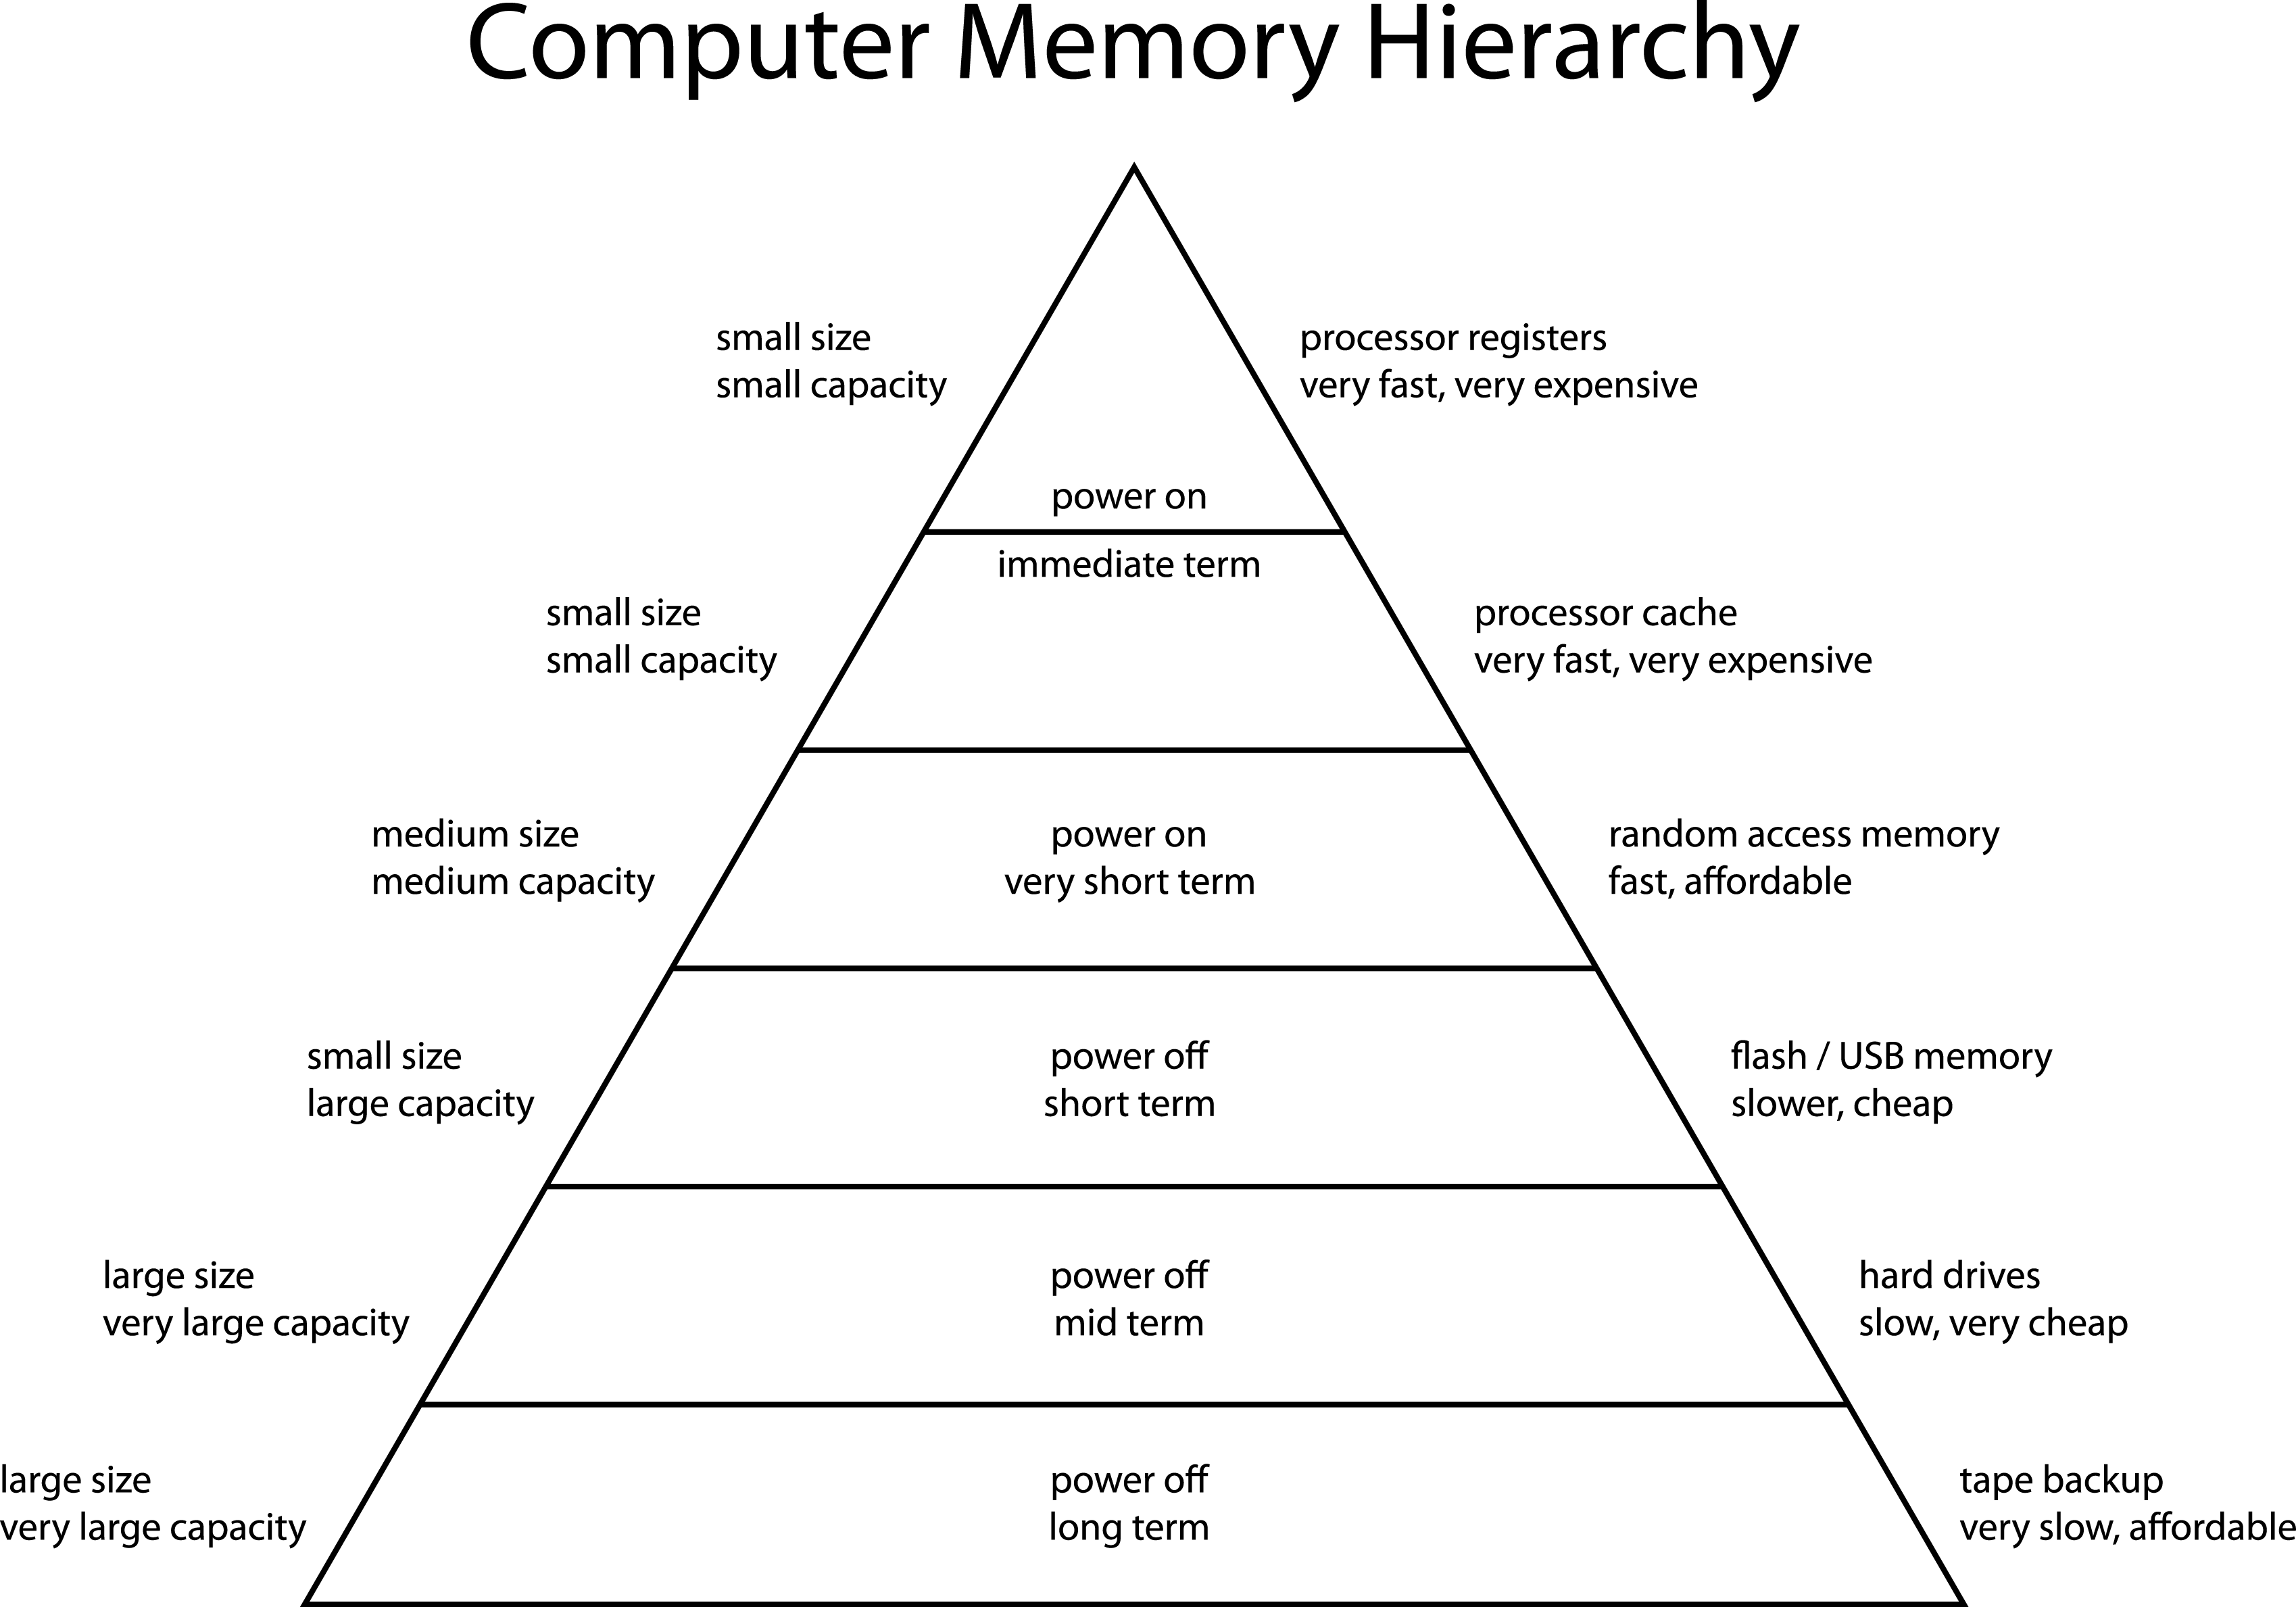 Computer Memory Hierarchy
small size
small capacity
processor registers
very fast, very expensive
power on
immediate term
small size
small capacity
processor cache
very fast, very expensive
medium size
medium capacity
power on
very short term
random access memory
fast, affordable
small size
large capacity
power off
short term
flash / USB memory
slower, cheap
large size
very large capacity
power off
mid term
hard drives
slow, very cheap
large size
very large capacity
power off
long term
tape backup
very slow, affordable